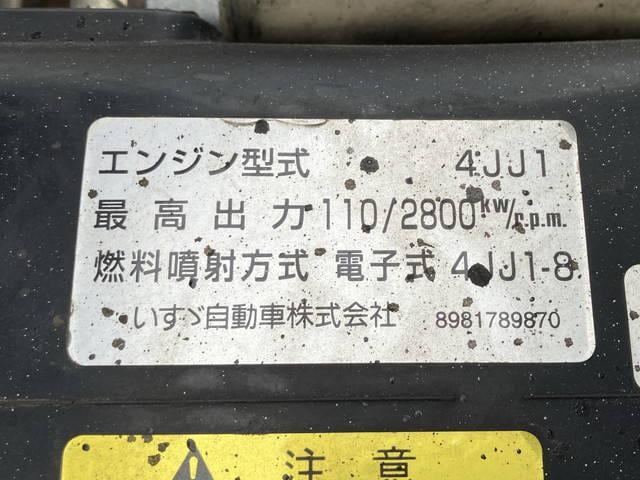 エンジン型式 4JJ1
最高出力 110/2800 kW/r.p.m.
燃料噴射方式 電子式 4JJ1-8
いすゞ自動車株式会社 8981789870
注意